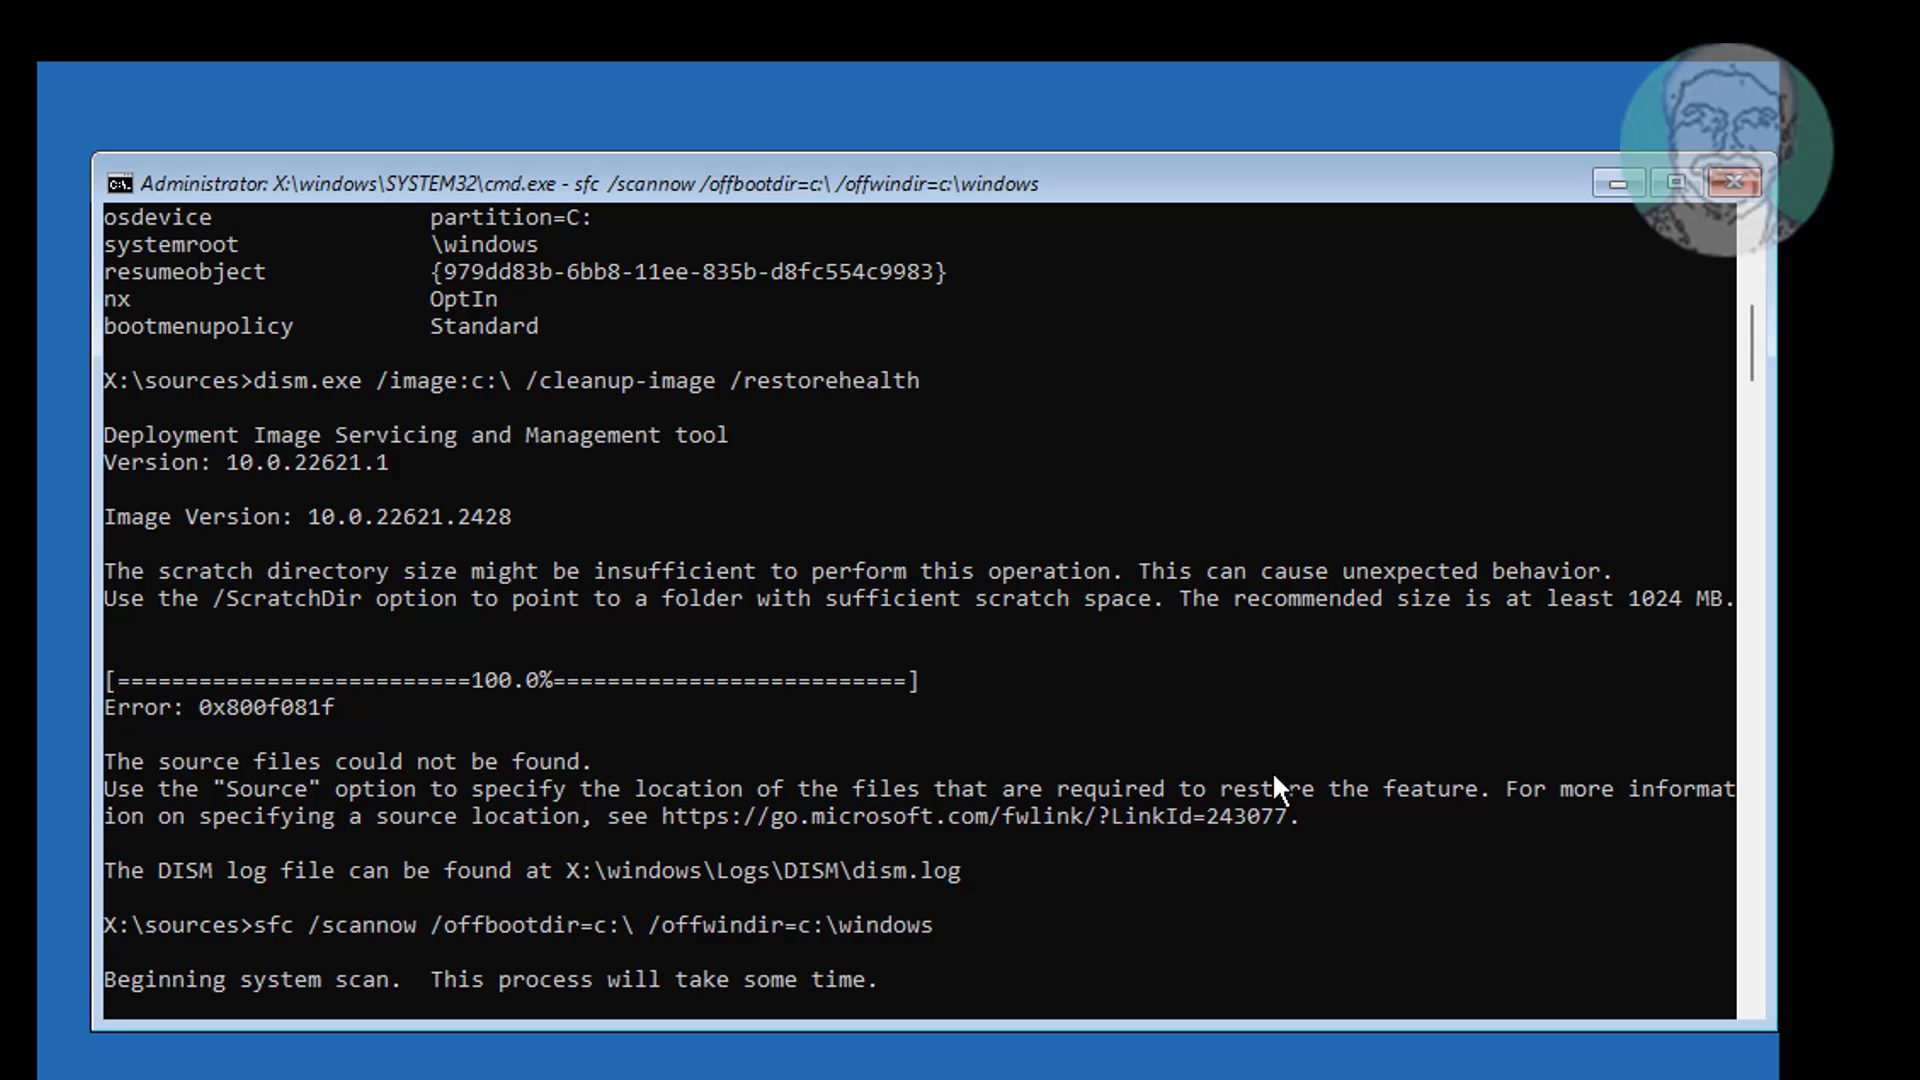 Administrator: X:\windows\SYSTEM32\cmd.exe - sfc /scannow /offbootdir=c:\ /offwindir=c:\windows
osdevice partition=C:
systemroot \windows
resumeobject {979dd83b-6bb8-11ee-835b-d8fc554c9983}
nx OptIn
bootmenupolicy Standard
X:\sources>dism.exe /image:c:\ /cleanup-image /restorehealth
Deployment Image Servicing and Management tool
Version: 10.0.22621.1
Image Version: 10.0.22621.2428
The scratch directory size might be insufficient to perform this operation. This can cause unexpected behavior.
Use the /ScratchDir option to point to a folder with sufficient scratch space. The recommended size is at least 1024 MB.
[==========================100.0%==========================]
Error: 0x800f081f
The source files could not be found.
Use the "Source" option to specify the location of the files that are required to restore the feature. For more informat
ion on specifying a source location, see https://go.microsoft.com/fwlink/?LinkId=243077.
The DISM log file can be found at X:\windows\Logs\DISM\dism.log
X:\sources>sfc /scannow /offbootdir=c:\ /offwindir=c:\windows
Beginning system scan.  This process will take some time.